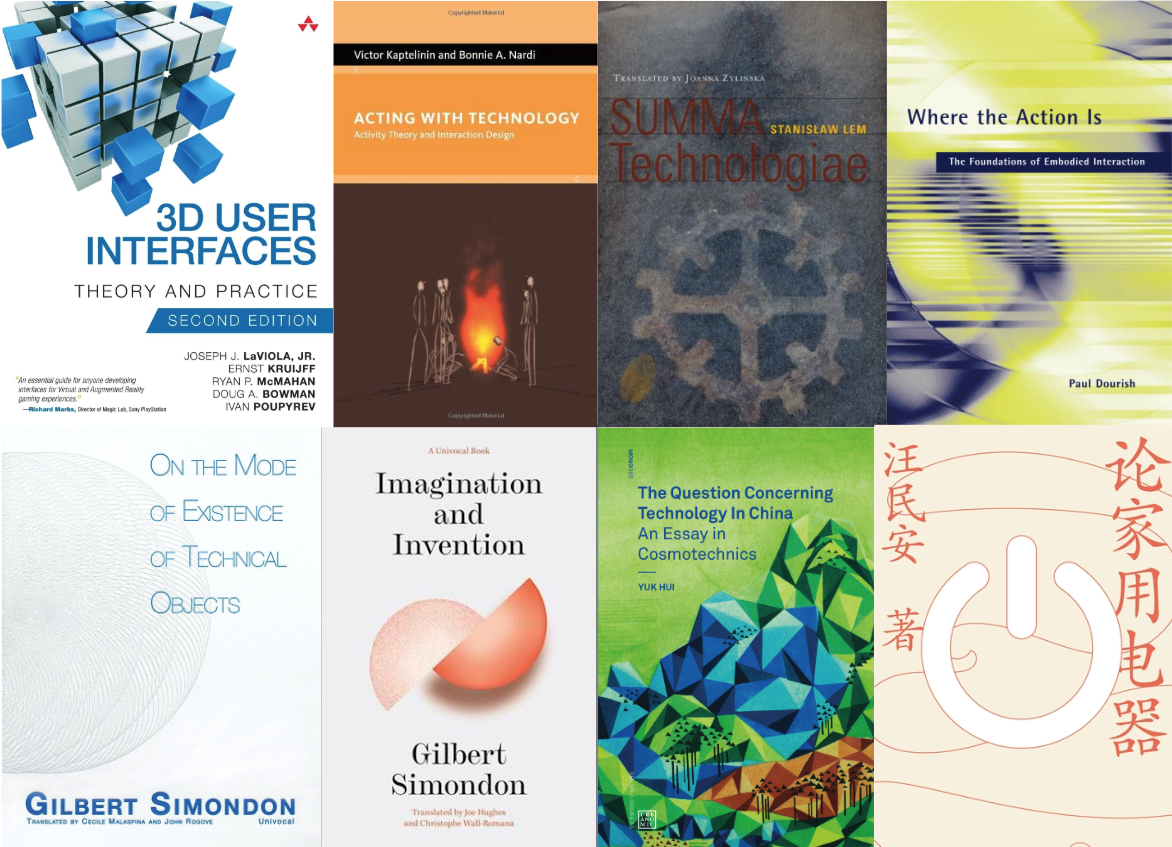 3D USER
INTERFACES
THEORY AND PRACTICE
SECOND EDITION
JOSEPH J. LaVIOLA, JR.
ERNST KRUIJFF
RYAN P. McMAHAN
DOUG A. BOWMAN
IVAN POUPYREV
"An essential guide for anyone developing
interfaces for Virtual and Augmented Reality
gaming experiences."
—Richard Marks, Director of Magic Lab, Sony PlayStation
Copyrighted Material
Victor Kaptelinin and Bonnie A. Nardi
ACTING WITH TECHNOLOGY
Activity Theory and Interaction Design
Copyrighted Material
Translated by Joanna Zylinska
SUMMA
STANISŁAW LEM
Technologiae
Where the Action Is
The Foundations of Embodied Interaction
Paul Dourish
On the Mode
of Existence
of Technical
Objects
Gilbert Simondon
Translated by Cecile Malaspina and John Rogove
Univocal
A Univocal Book
Imagination
and
Invention
Gilbert
Simondon
Translated by Joe Hughes
and Christophe Wall-Romana
The Question Concerning
Technology In China
An Essay in
Cosmotechnics
YUK HUI
论家用电器
汪民安 著